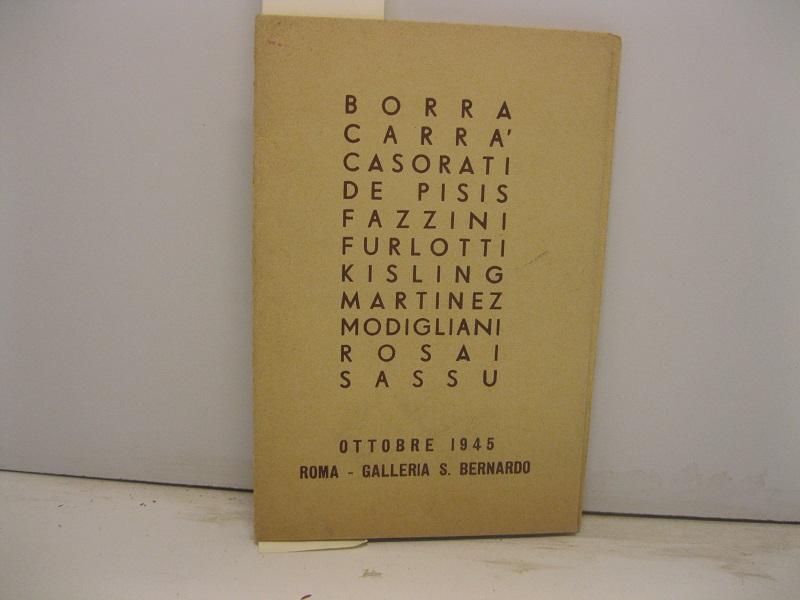 BORRA
CARRA'
CASORATI
DE PISIS
FAZZINI
FURLOTTI
KISLING
MARTINEZ
MODIGLIANI
ROSAI
SASSU
OTTOBRE 1945
ROMA - GALLERIA S. BERNARDO